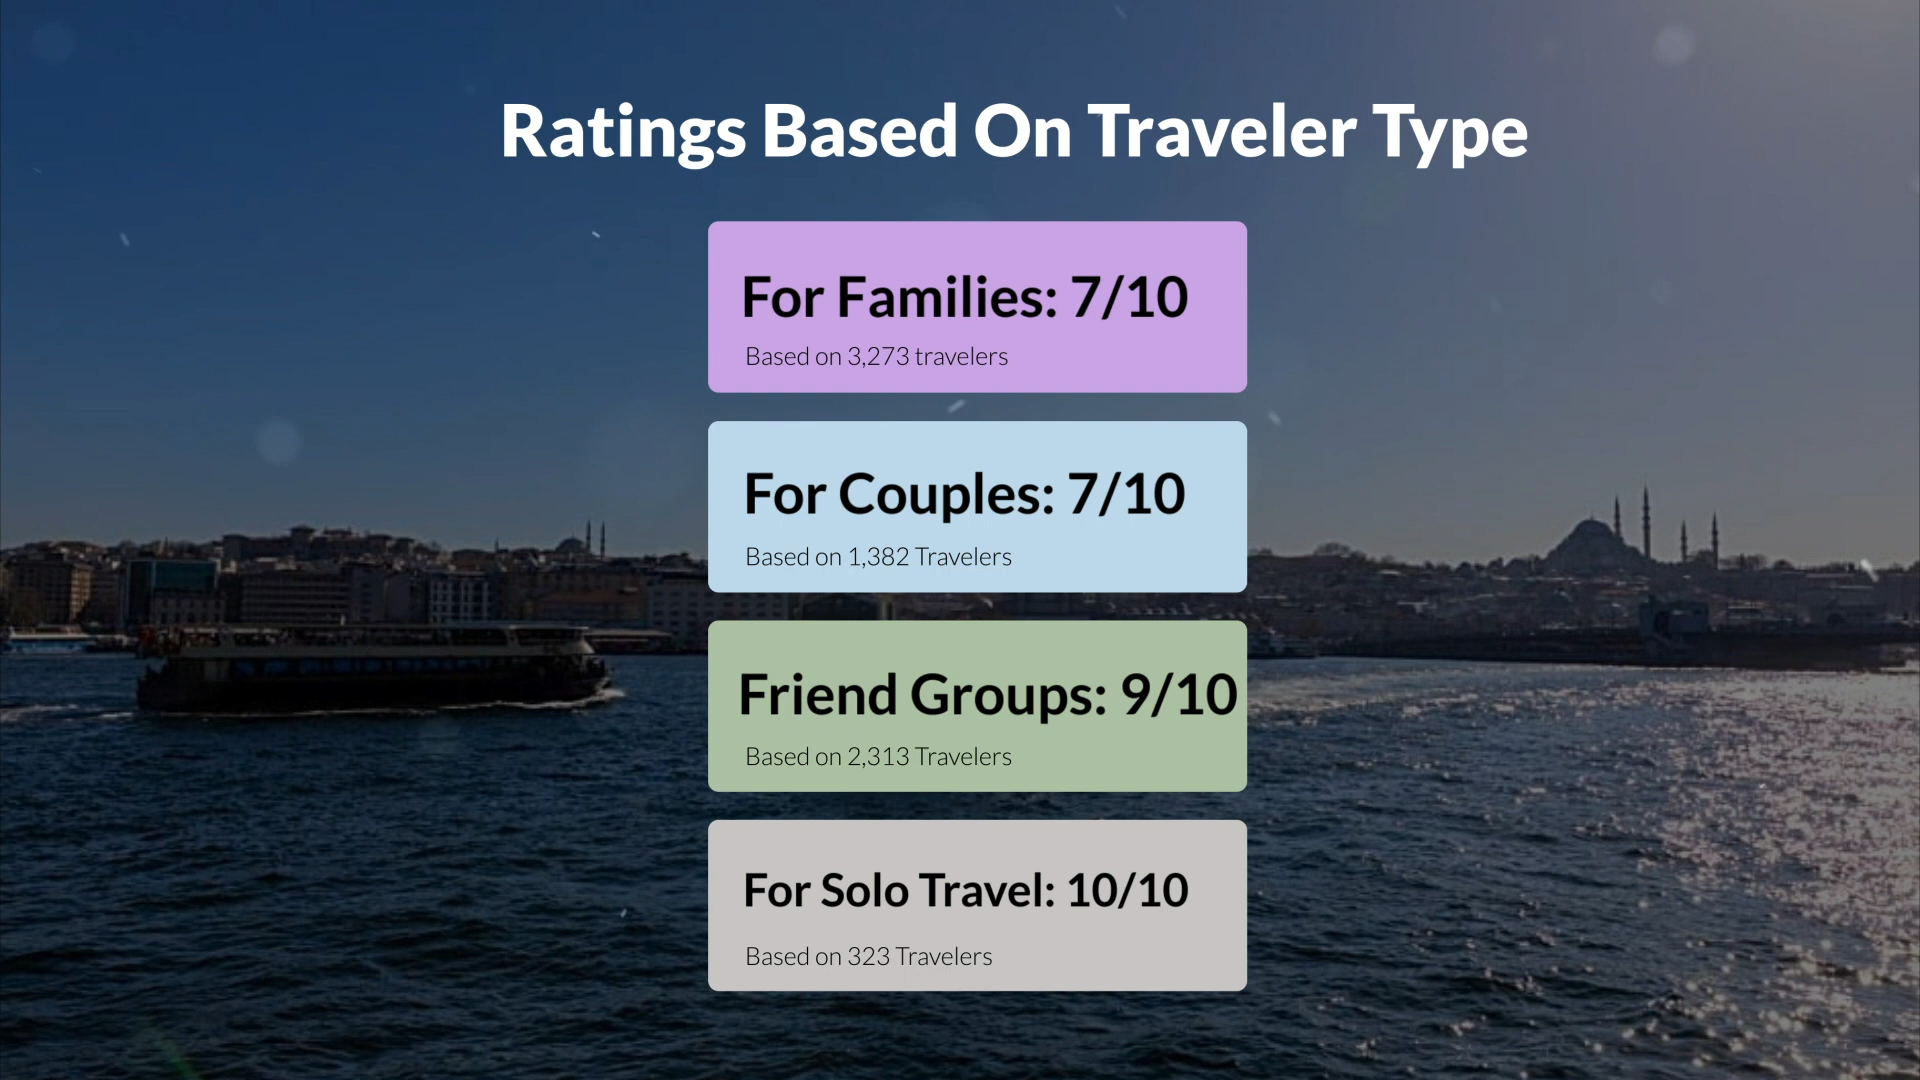 Ratings Based On Traveler Type
For Families: 7/10
Based on 3,273 travelers
For Couples: 7/10
Based on 1,382 Travelers
Friend Groups: 9/10
Based on 2,313 Travelers
For Solo Travel: 10/10
Based on 323 Travelers